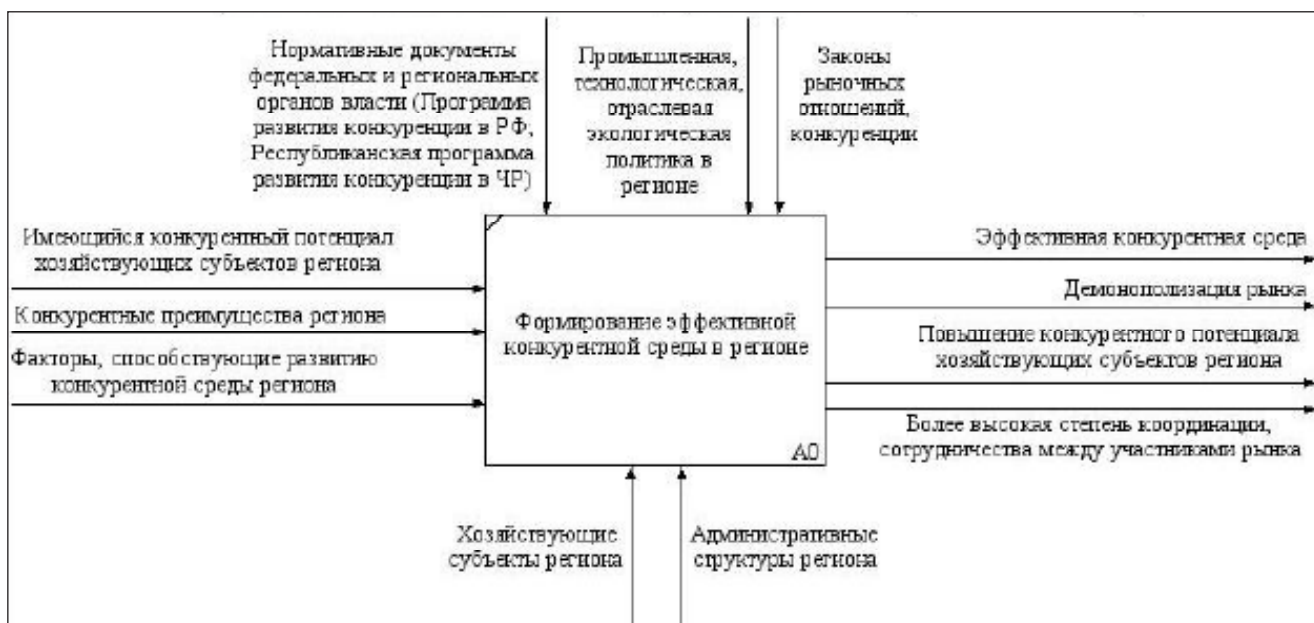 Нормативные документы
федеральных и региональных
органов власти (Программа
развития конкуренции в РФ;
Республиканская программа
развития конкуренции в ЧР)
Промышленная,
технологическая,
отраслевая
экологическая
политика в
регионе
Законы
рыночных
отношений,
конкуренции
Имеющийся конкурентный потенциал
хозяйствующих субъектов региона
Конкурентные преимущества региона
Факторы, способствующие развитию
конкурентной среды региона
Формирование эффективной
конкурентной среды в регионе
A0
Эффективная конкурентная среда
Демонополизация рынка
Повышение конкурентного потенциала
хозяйствующих субъектов региона
Более высокая степень координации,
сотрудничества между участниками рынка
Хозяйствующие
субъекты региона
Административные
структуры региона